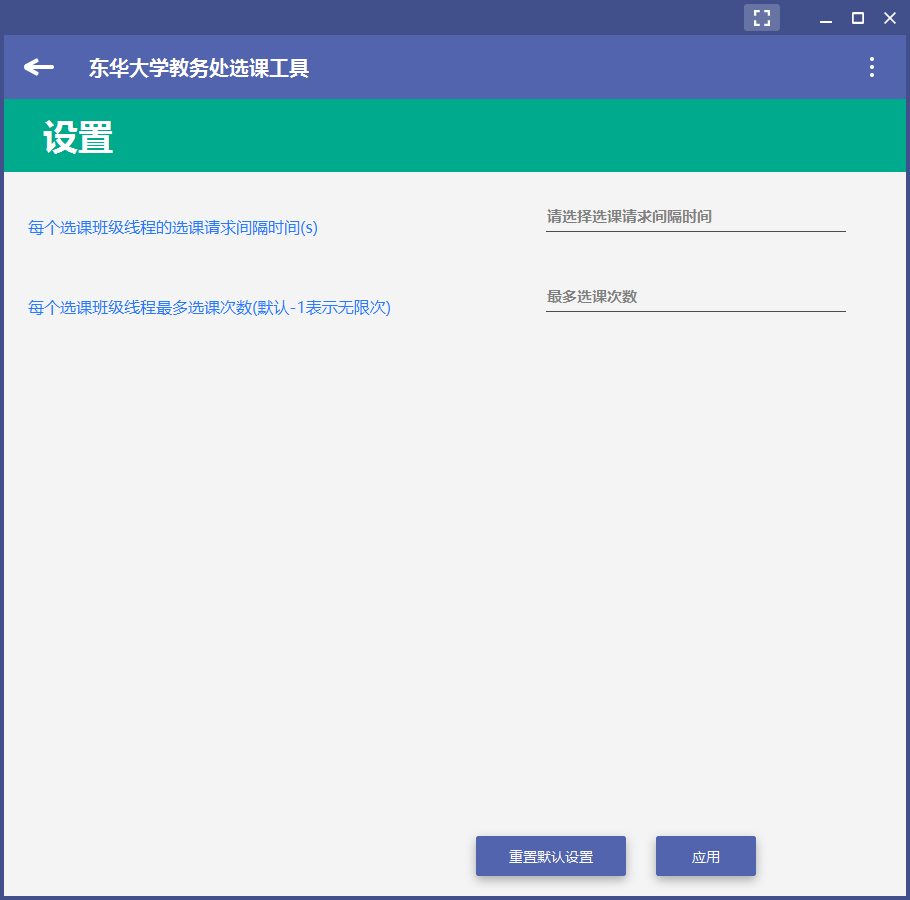 东华大学教务处选课工具
设置
每个选课班级线程的选课请求间隔时间(s)
请选择选课请求间隔时间
每个选课班级线程最多选课次数(默认-1表示无限次)
最多选课次数
重置默认设置
应用